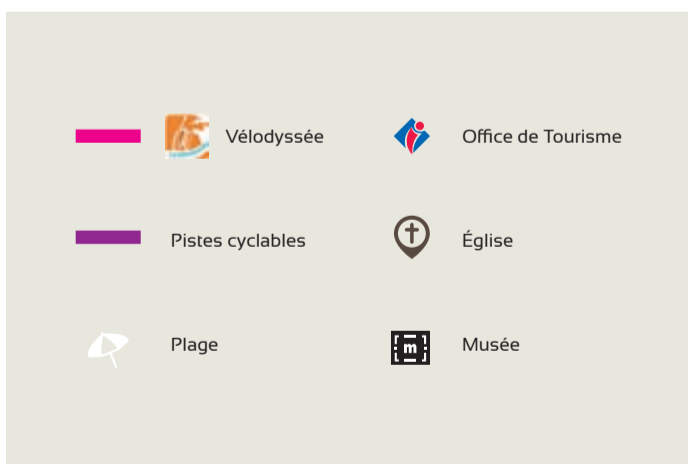 Vélodyssée
Office de Tourisme
Pistes cyclables
Église
Plage
m
Musée